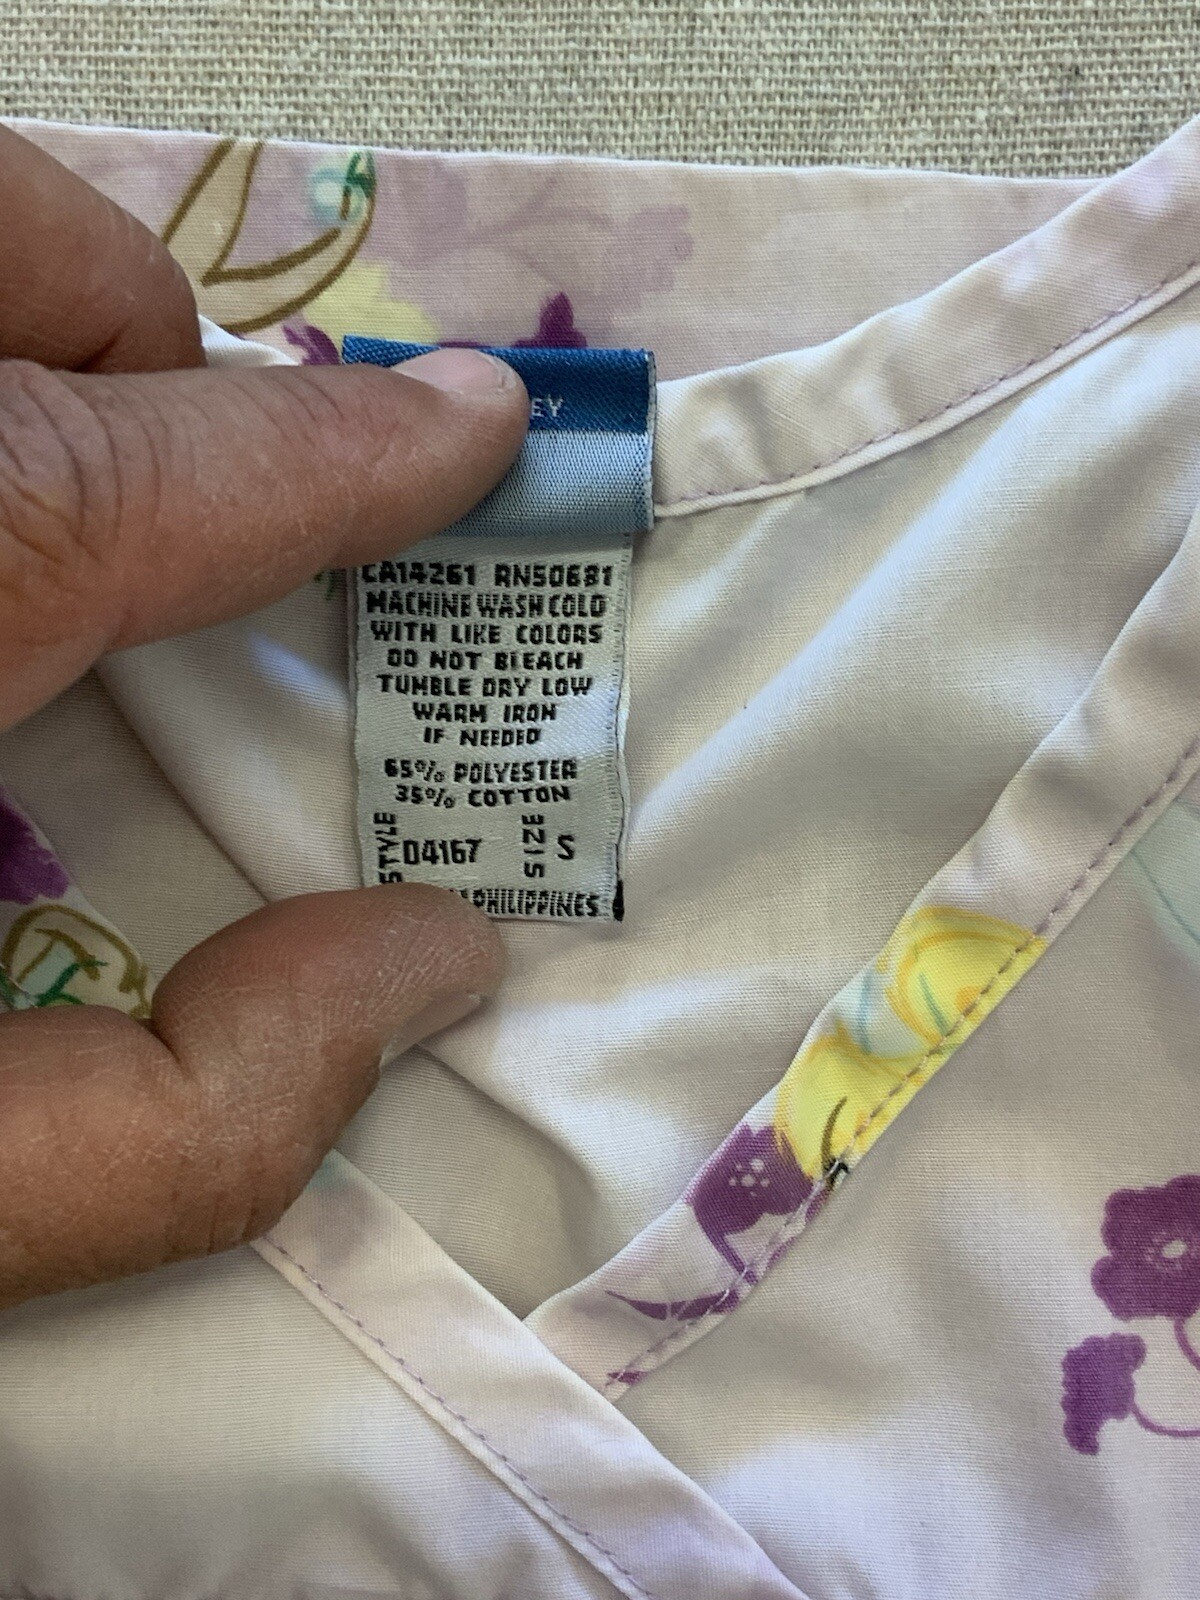 EY
CA14261 RN50681
MACHINE WASH COLD
WITH LIKE COLORS
DO NOT BLEACH
TUMBLE DRY LOW
WARM IRON
IF NEEDED
65% POLYESTER
35% COTTON
STYLE D4167 SIZE S
PHILIPPINES